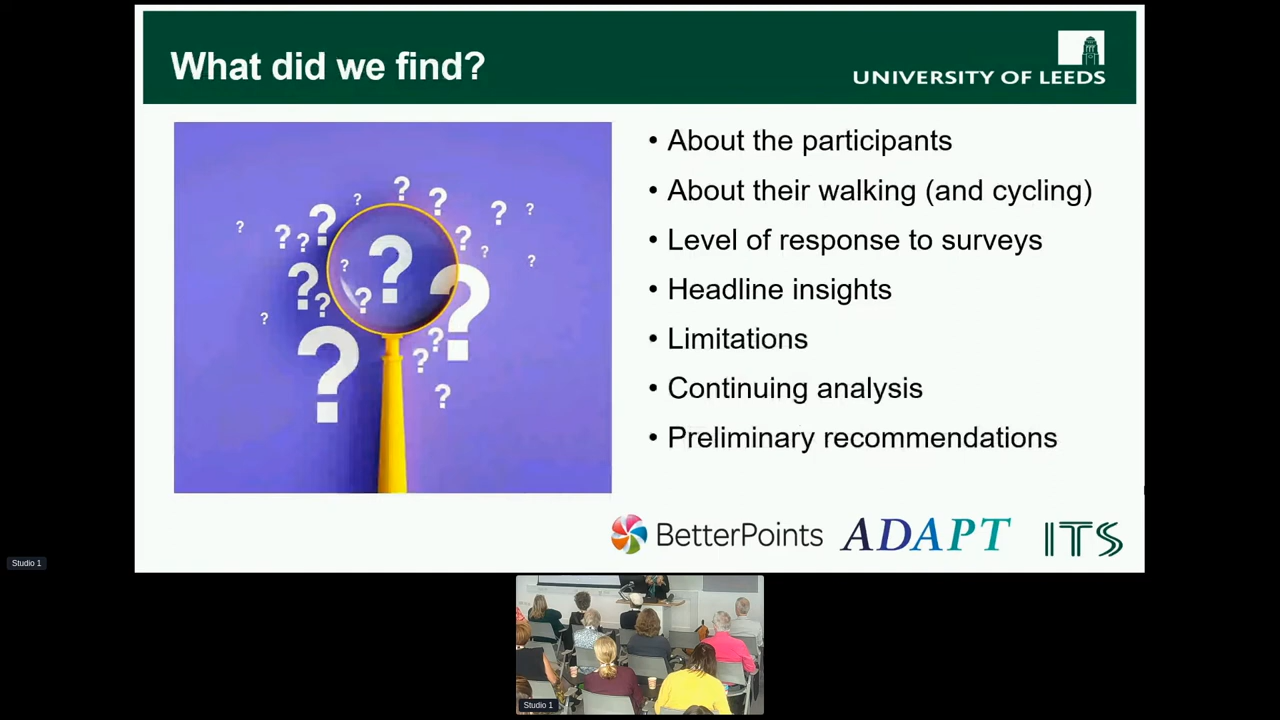 What did we find?
UNIVERSITY OF LEEDS
• About the participants
• About their walking (and cycling)
• Level of response to surveys
• Headline insights
• Limitations
• Continuing analysis
• Preliminary recommendations
? ? ? ? ? ? ? ? ? ? ? ? ? ? ? ? ? ? ? ? ? ? ? ?
BetterPoints
ADAPT
ITS
Studio 1
Studio 1